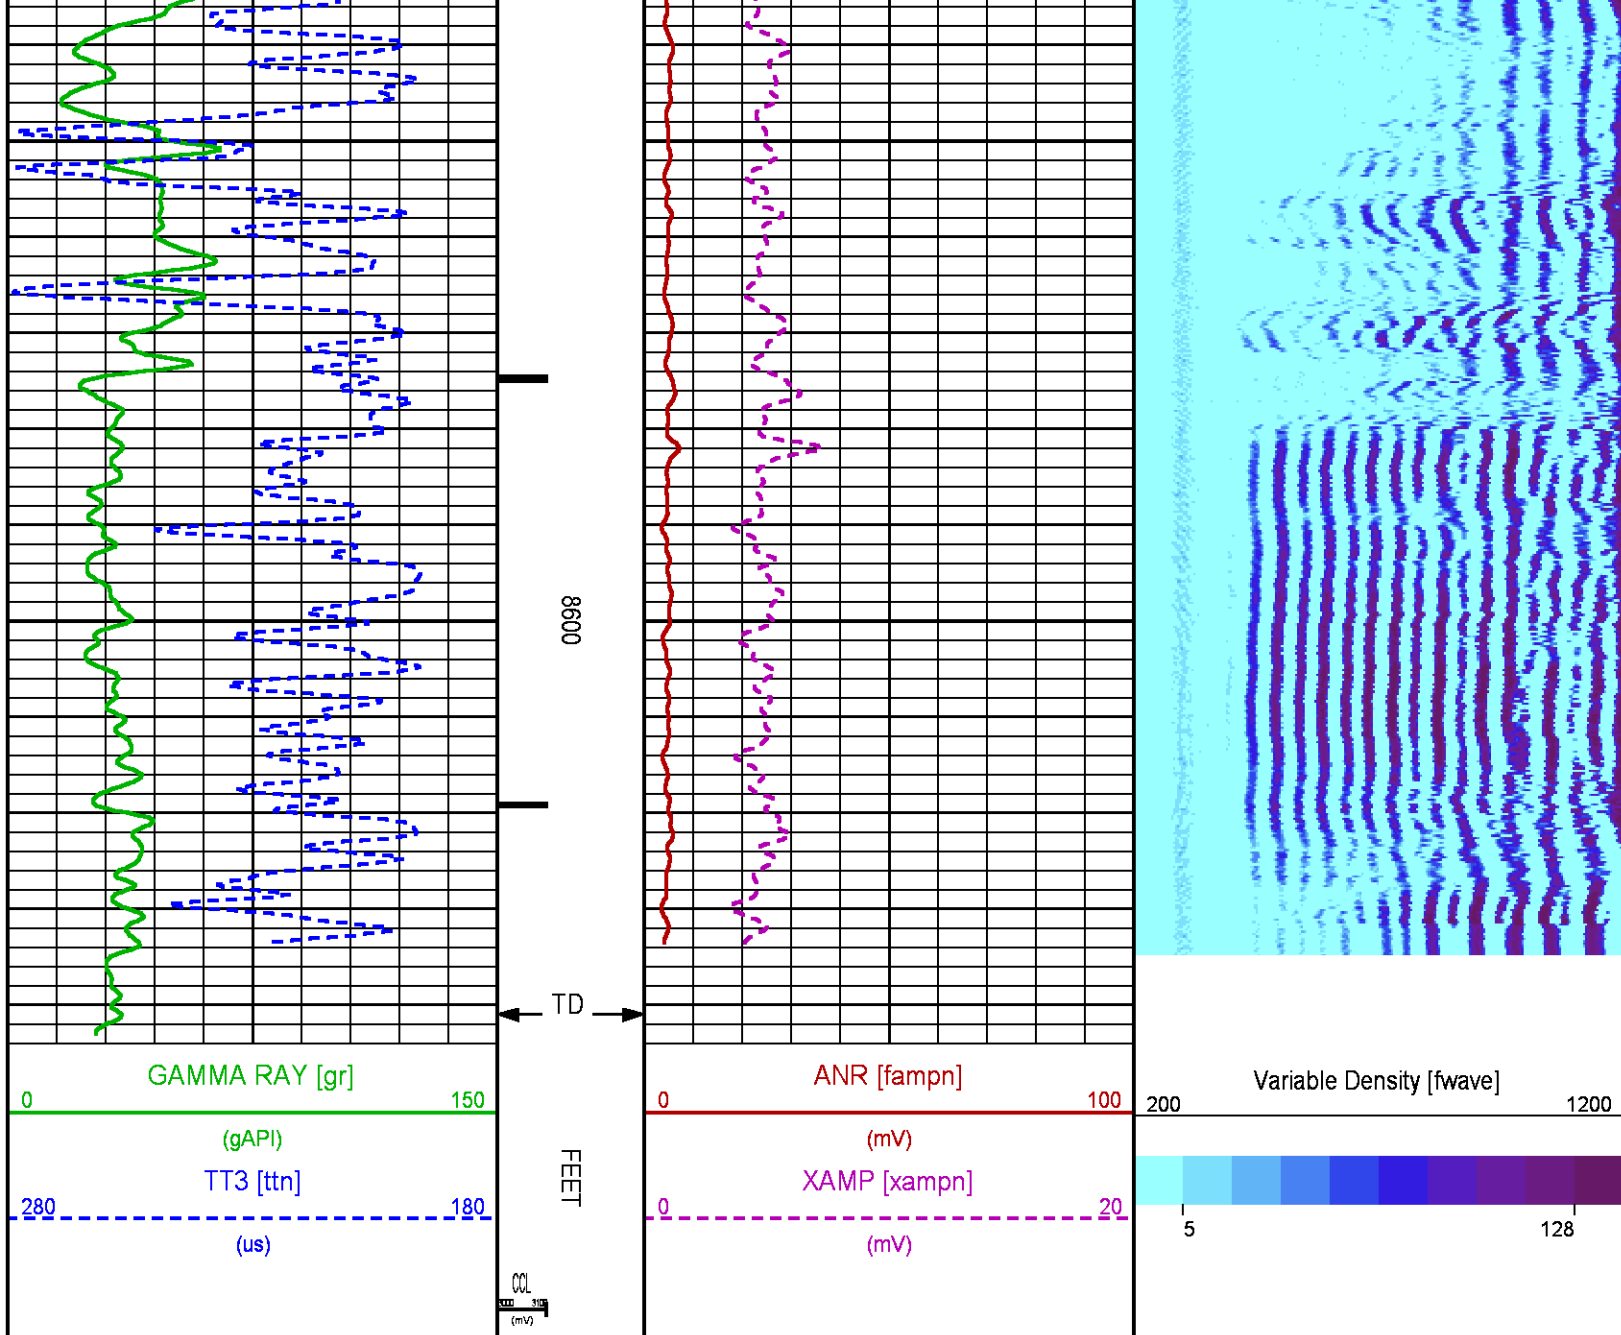 8600
TD
GAMMA RAY [gr]
0 150
(gAPI)
TT3 [ttn]
280 180
(us)
FEET
CCL
(mV)
ANR [fampn]
0 100
(mV)
XAMP [xampn]
0 20
(mV)
Variable Density [fwave]
200 1200
5 128